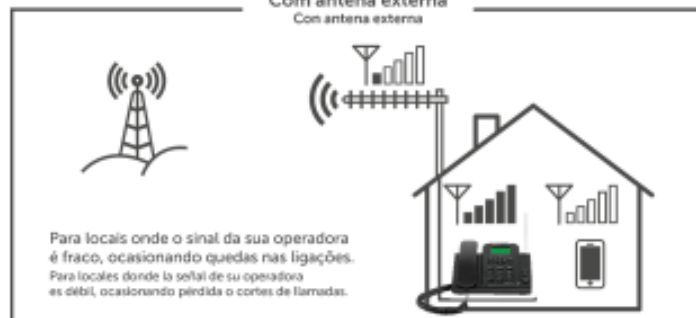 Com antena externa
Con antena externa
Para locais onde o sinal da sua operadora
é fraco, ocasionando quedas nas ligações.
Para locales donde la señal de su operadora
es débil, ocasionando pérdida o cortes de llamadas.